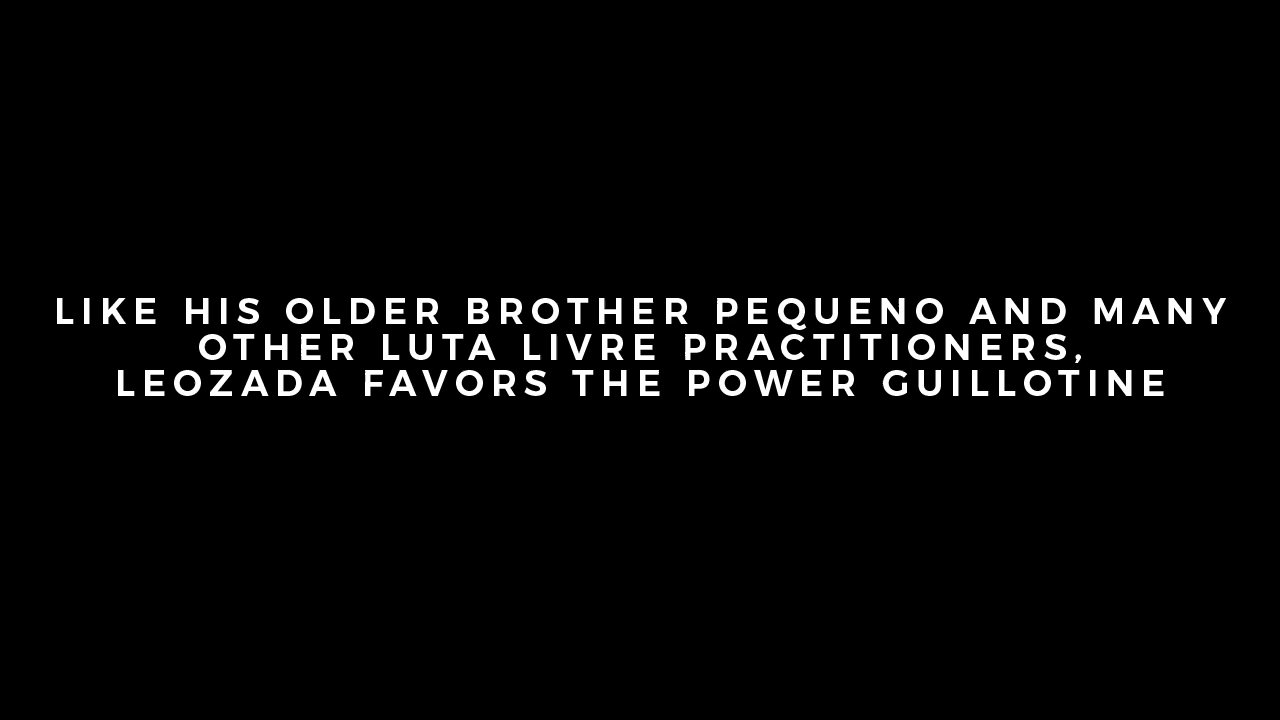 LIKE HIS OLDER BROTHER PEQUENO AND MANY
OTHER LUTA LIVRE PRACTITIONERS,
LEOZADA FAVORS THE POWER GUILLOTINE